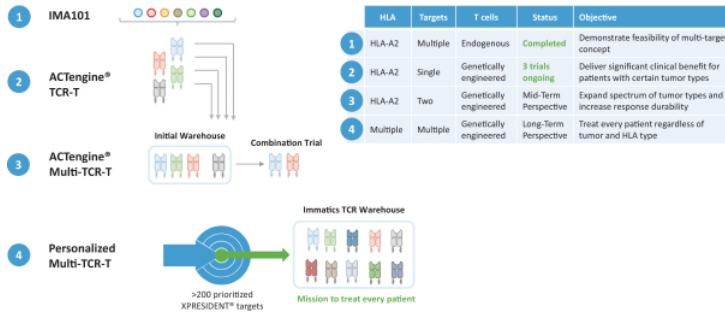 1 IMA101
2 ACTengine®
TCR-T
Initial Warehouse
Combination Trial
3 ACTengine®
Multi-TCR-T
4 Personalized
Multi-TCR-T
>200 prioritized
XPRESIDENT® targets
Immatics TCR Warehouse
Mission to treat every patient
HLA Targets T cells Status Objective
1 HLA-A2 Multiple Endogenous Completed Demonstrate feasibility of multi-target
concept
2 HLA-A2 Single Genetically
engineered 3 trials
ongoing Deliver significant clinical benefit for
patients with certain tumor types
3 HLA-A2 Two Genetically
engineered Mid-Term
Perspective Expand spectrum of tumor types and
increase response durability
4 Multiple Multiple Genetically
engineered Long-Term
Perspective Treat every patient regardless of
tumor and HLA type